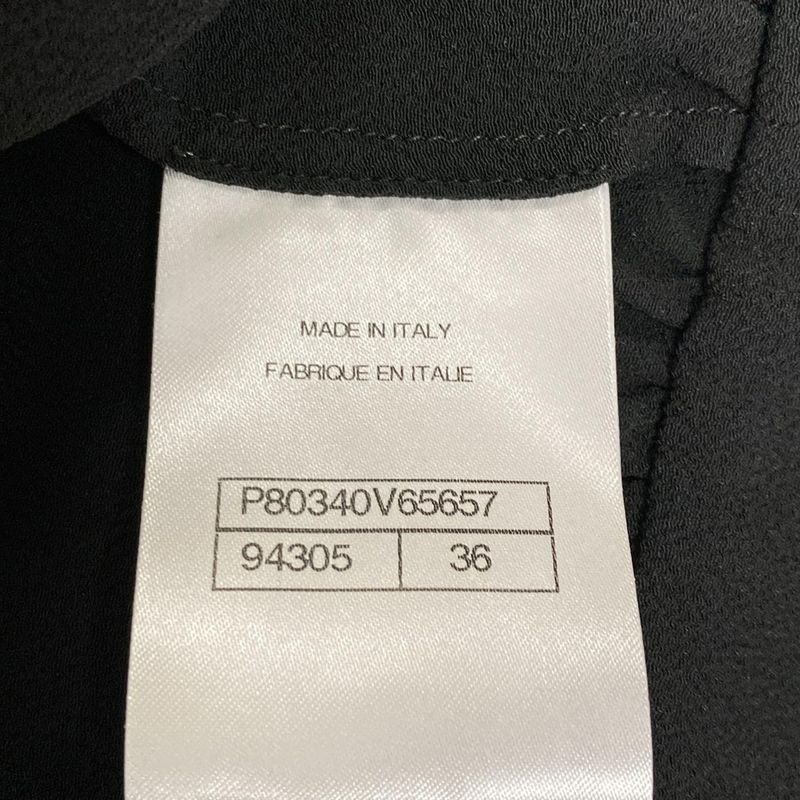 MADE IN ITALY
FABRIQUE EN ITALIE
P80340V65657
94305 36